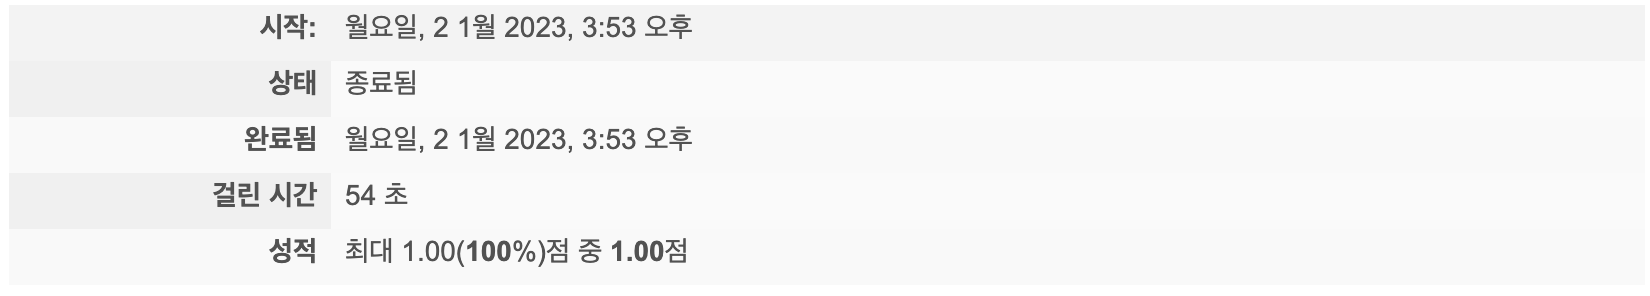 시작: 월요일, 2 1월 2023, 3:53 오후
상태 종료됨
완료됨 월요일, 2 1월 2023, 3:53 오후
걸린 시간 54 초
성적 최대 1.00(100%)점 중 1.00점